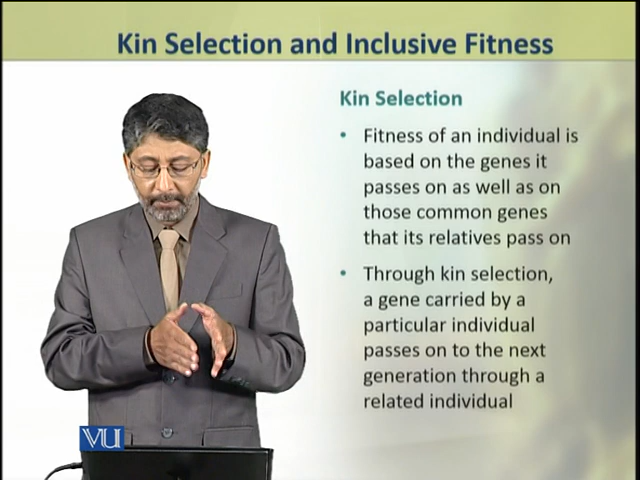 Kin Selection and Inclusive Fitness
Kin Selection
• Fitness of an individual is
based on the genes it
passes on as well as on
those common genes
that its relatives pass on
• Through kin selection,
a gene carried by a
particular individual
passes on to the next
generation through a
related individual
VU